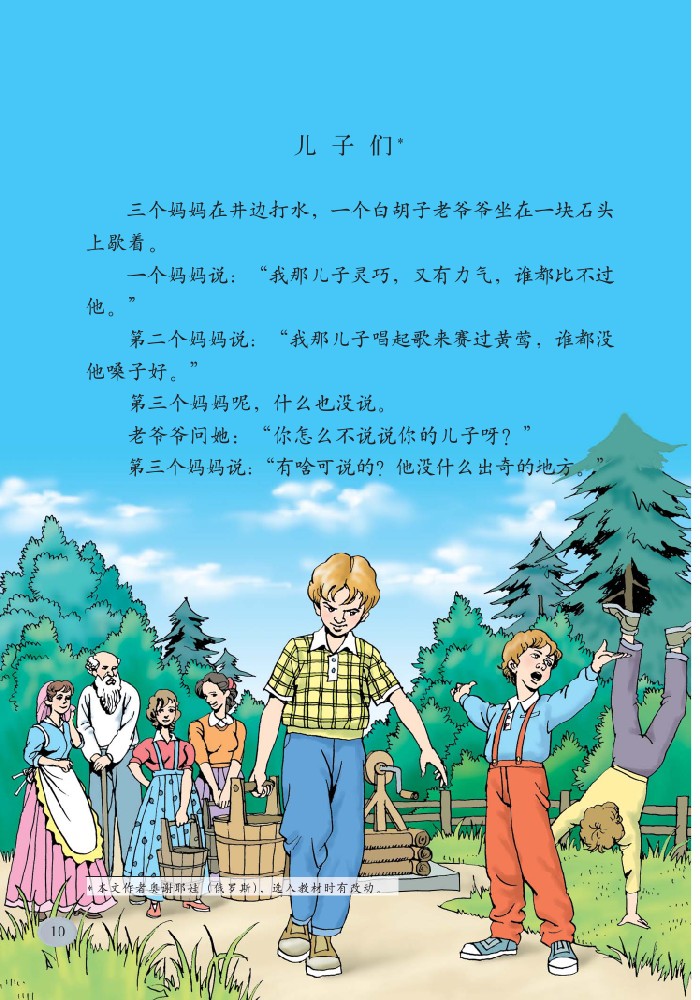 儿子们*
三个妈妈在井边打水，一个白胡子老爷爷坐在一块石头
上歇着。
一个妈妈说：“我那儿子灵巧，又有力气，谁都比不过
他。”
第二个妈妈说：“我那儿子唱起歌来赛过黄莺，谁都没
他嗓子好。”
第三个妈妈呢，什么也没说。
老爷爷问她：“你怎么不说说你的儿子呀？”
第三个妈妈说：“有啥可说的？他没什么出奇的地方。”
*本文作者奥谢耶娃（俄罗斯），选入教材时有改动。
10